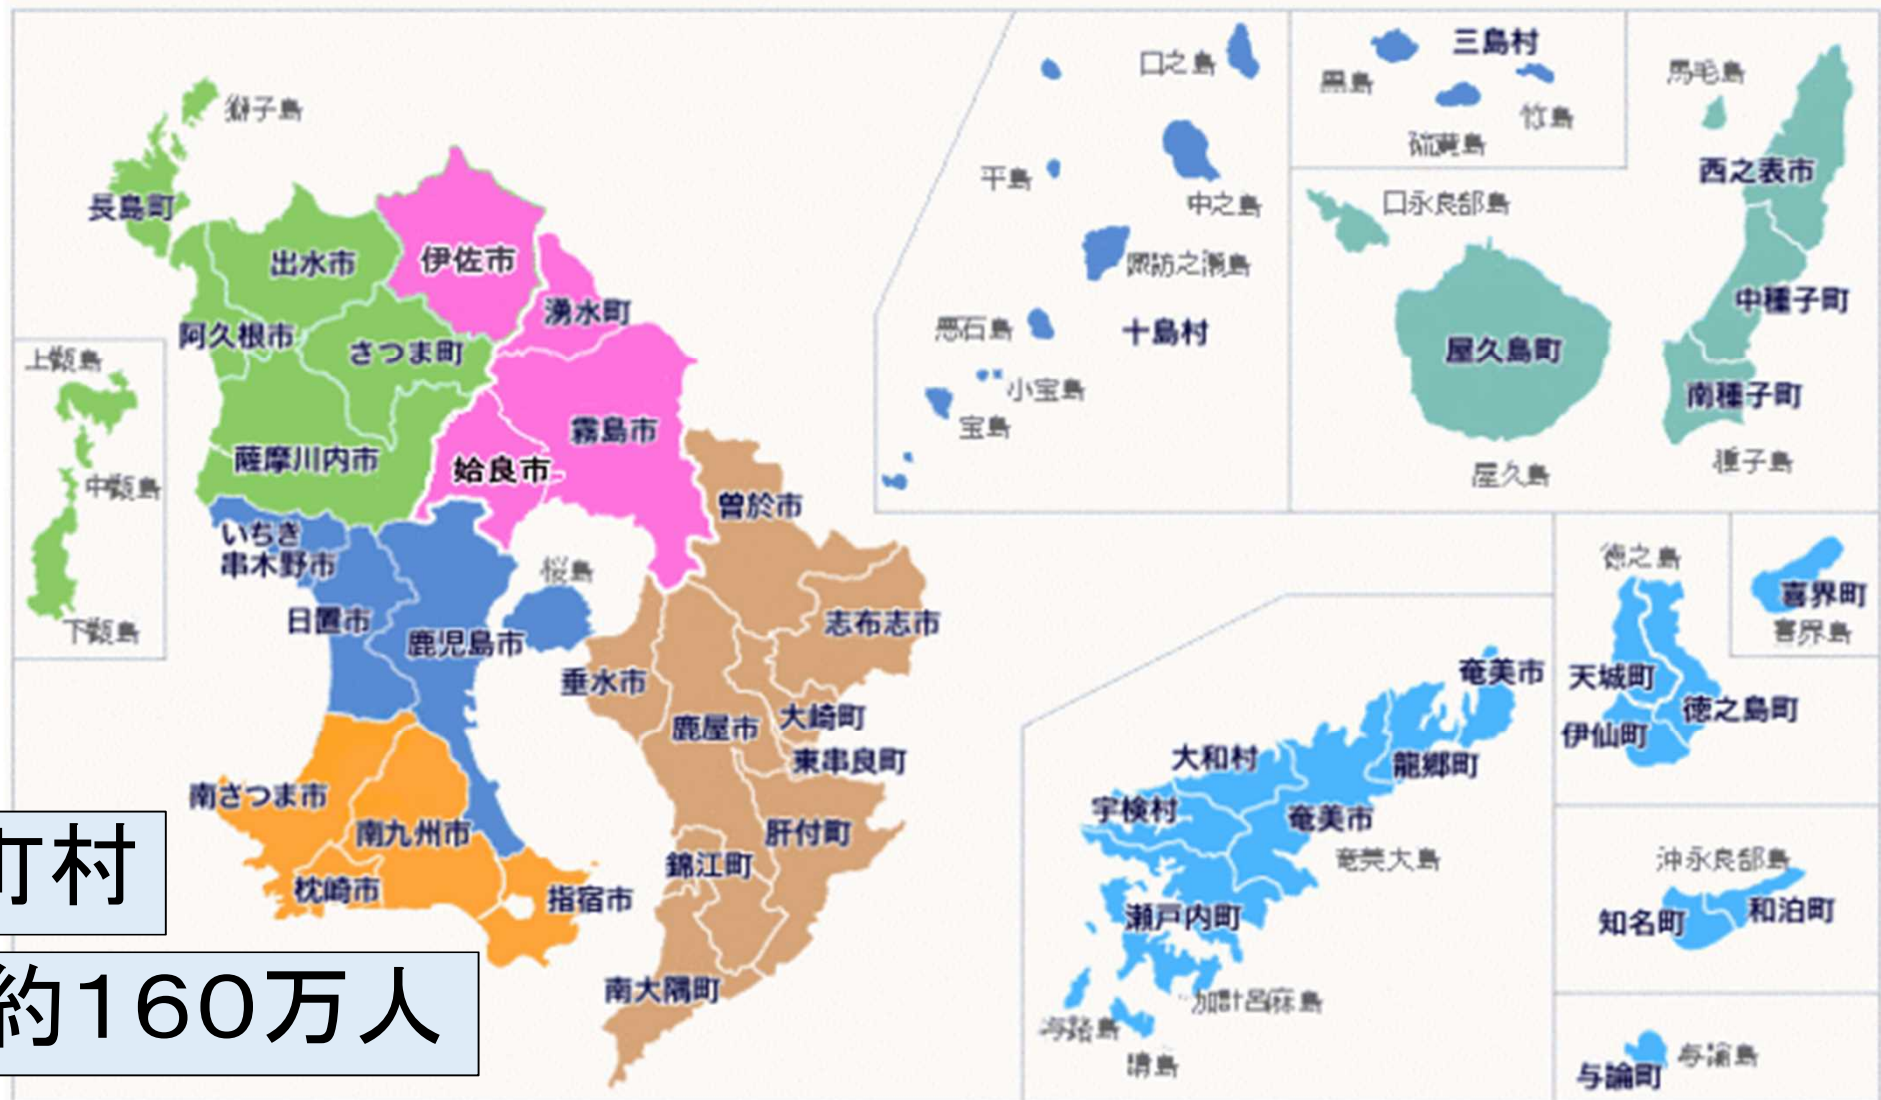 獅子島
長島町
出水市
伊佐市
湧水町
阿久根市
さつま町
霧島市
薩摩川内市
姶良市
上甑島
中甑島
下甑島
いちき
串木野市
日置市
鹿児島市
桜島
曽於市
志布志市
垂水市
鹿屋市
大崎町
東串良町
肝付町
錦江町
南大隅町
南さつま市
南九州市
枕崎市
指宿市
町村
約160万人
口之島
平島
中之島
諏訪之瀬島
悪石島
十島村
小宝島
宝島
三島村
黒島
竹島
硫黄島
馬毛島
西之表市
口永良部島
中種子町
屋久島町
南種子町
屋久島
種子島
奄美市
大和村
龍郷町
宇検村
奄美市
奄美大島
瀬戸内町
加計呂麻島
与路島
請島
徳之島
天城町
徳之島町
伊仙町
喜界町
喜界島
沖永良部島
知名町
和泊町
与論島
与論町